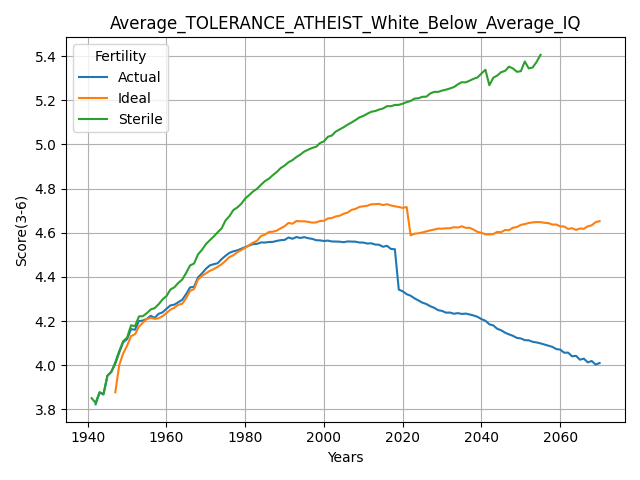 Average_TOLERANCE_ATHEIST_White_Below_Average_IQ
Fertility
Actual
Ideal
Sterile
Score(3-6)
5.4
5.2
5.0
4.8
4.6
4.4
4.2
4.0
3.8
1940 1960 1980 2000 2020 2040 2060
Years